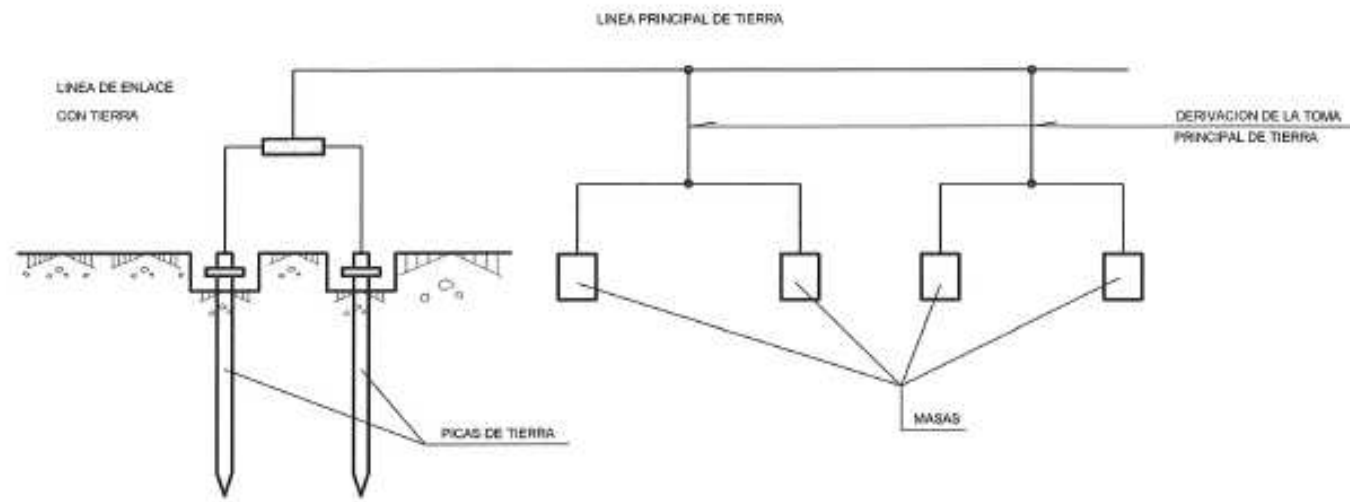 LINEA PRINCIPAL DE TIERRA
LINEA DE ENLACE
CON TIERRA
DERIVACION DE LA TOMA
PRINCIPAL DE TIERRA
MASAS
PICAS DE TIERRA